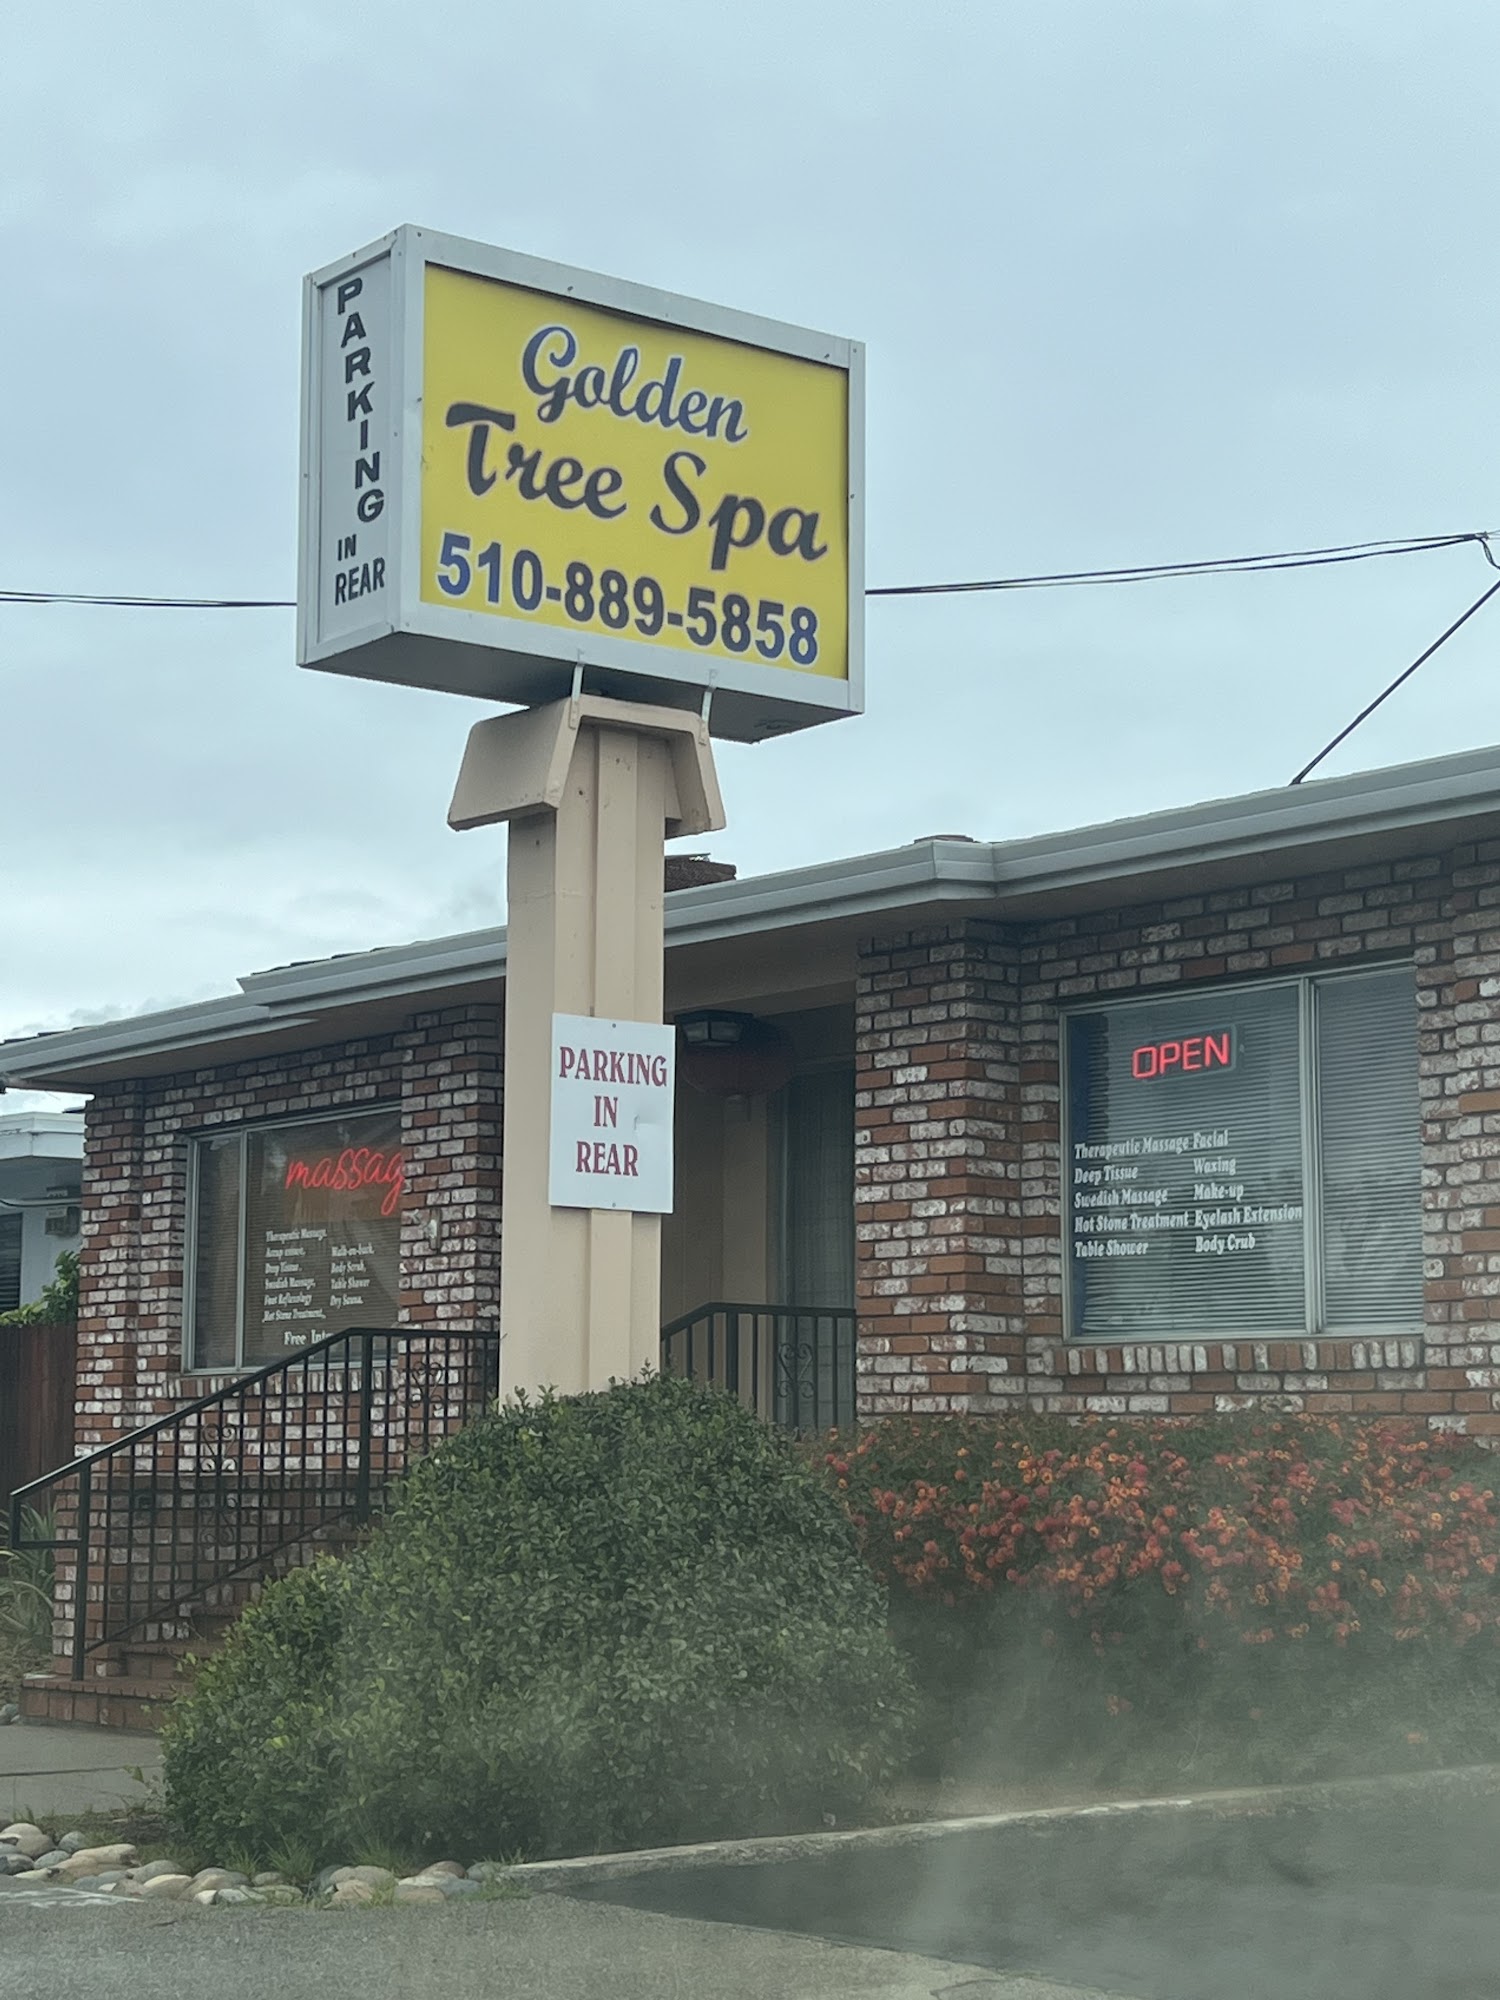 PARKING
IN
REAR
Golden
Tree Spa
510-889-5858
PARKING
IN
REAR
massag
Therapeutic Massage,
Deep Tissue,
Swedish Massage,
Foot Reflexology
Hot Stone Treatment,
Walk-on-back,
Body Scrub,
Table Shower
Dry Sauna,
Free
OPEN
Therapeutic Massage Facial
Deep Tissue Waxing
Swedish Massage Make-up
Hot Stone Treatment Eyelash Extension
Table Shower Body Crub